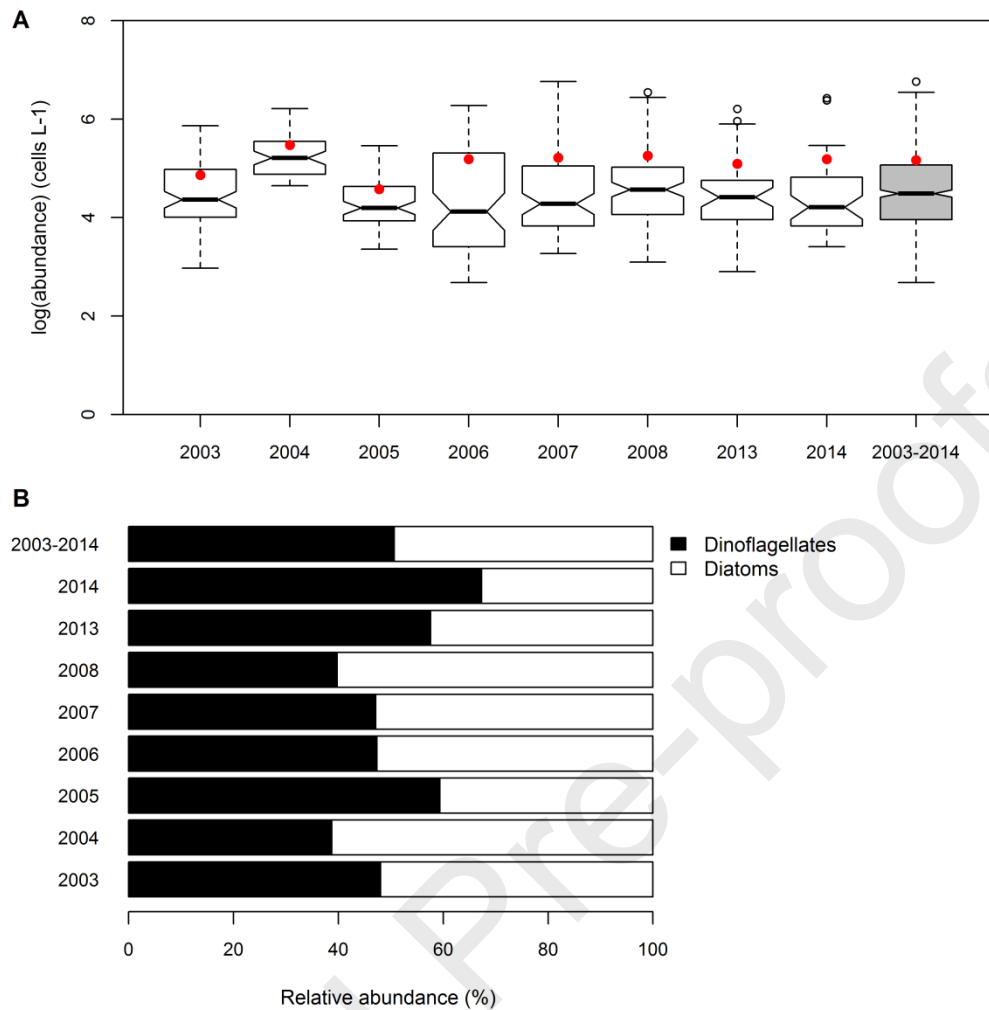 A
8
6
4
2
0
log(abundance) (cells L-1)
2003 2004 2005 2006 2007 2008 2013 2014 2003-2014
B
2003-2014
2014
2013
2008
2007
2006
2005
2004
2003
Dinoflagellates
Diatoms
0 20 40 60 80 100
Relative abundance (%)
Pre-proof